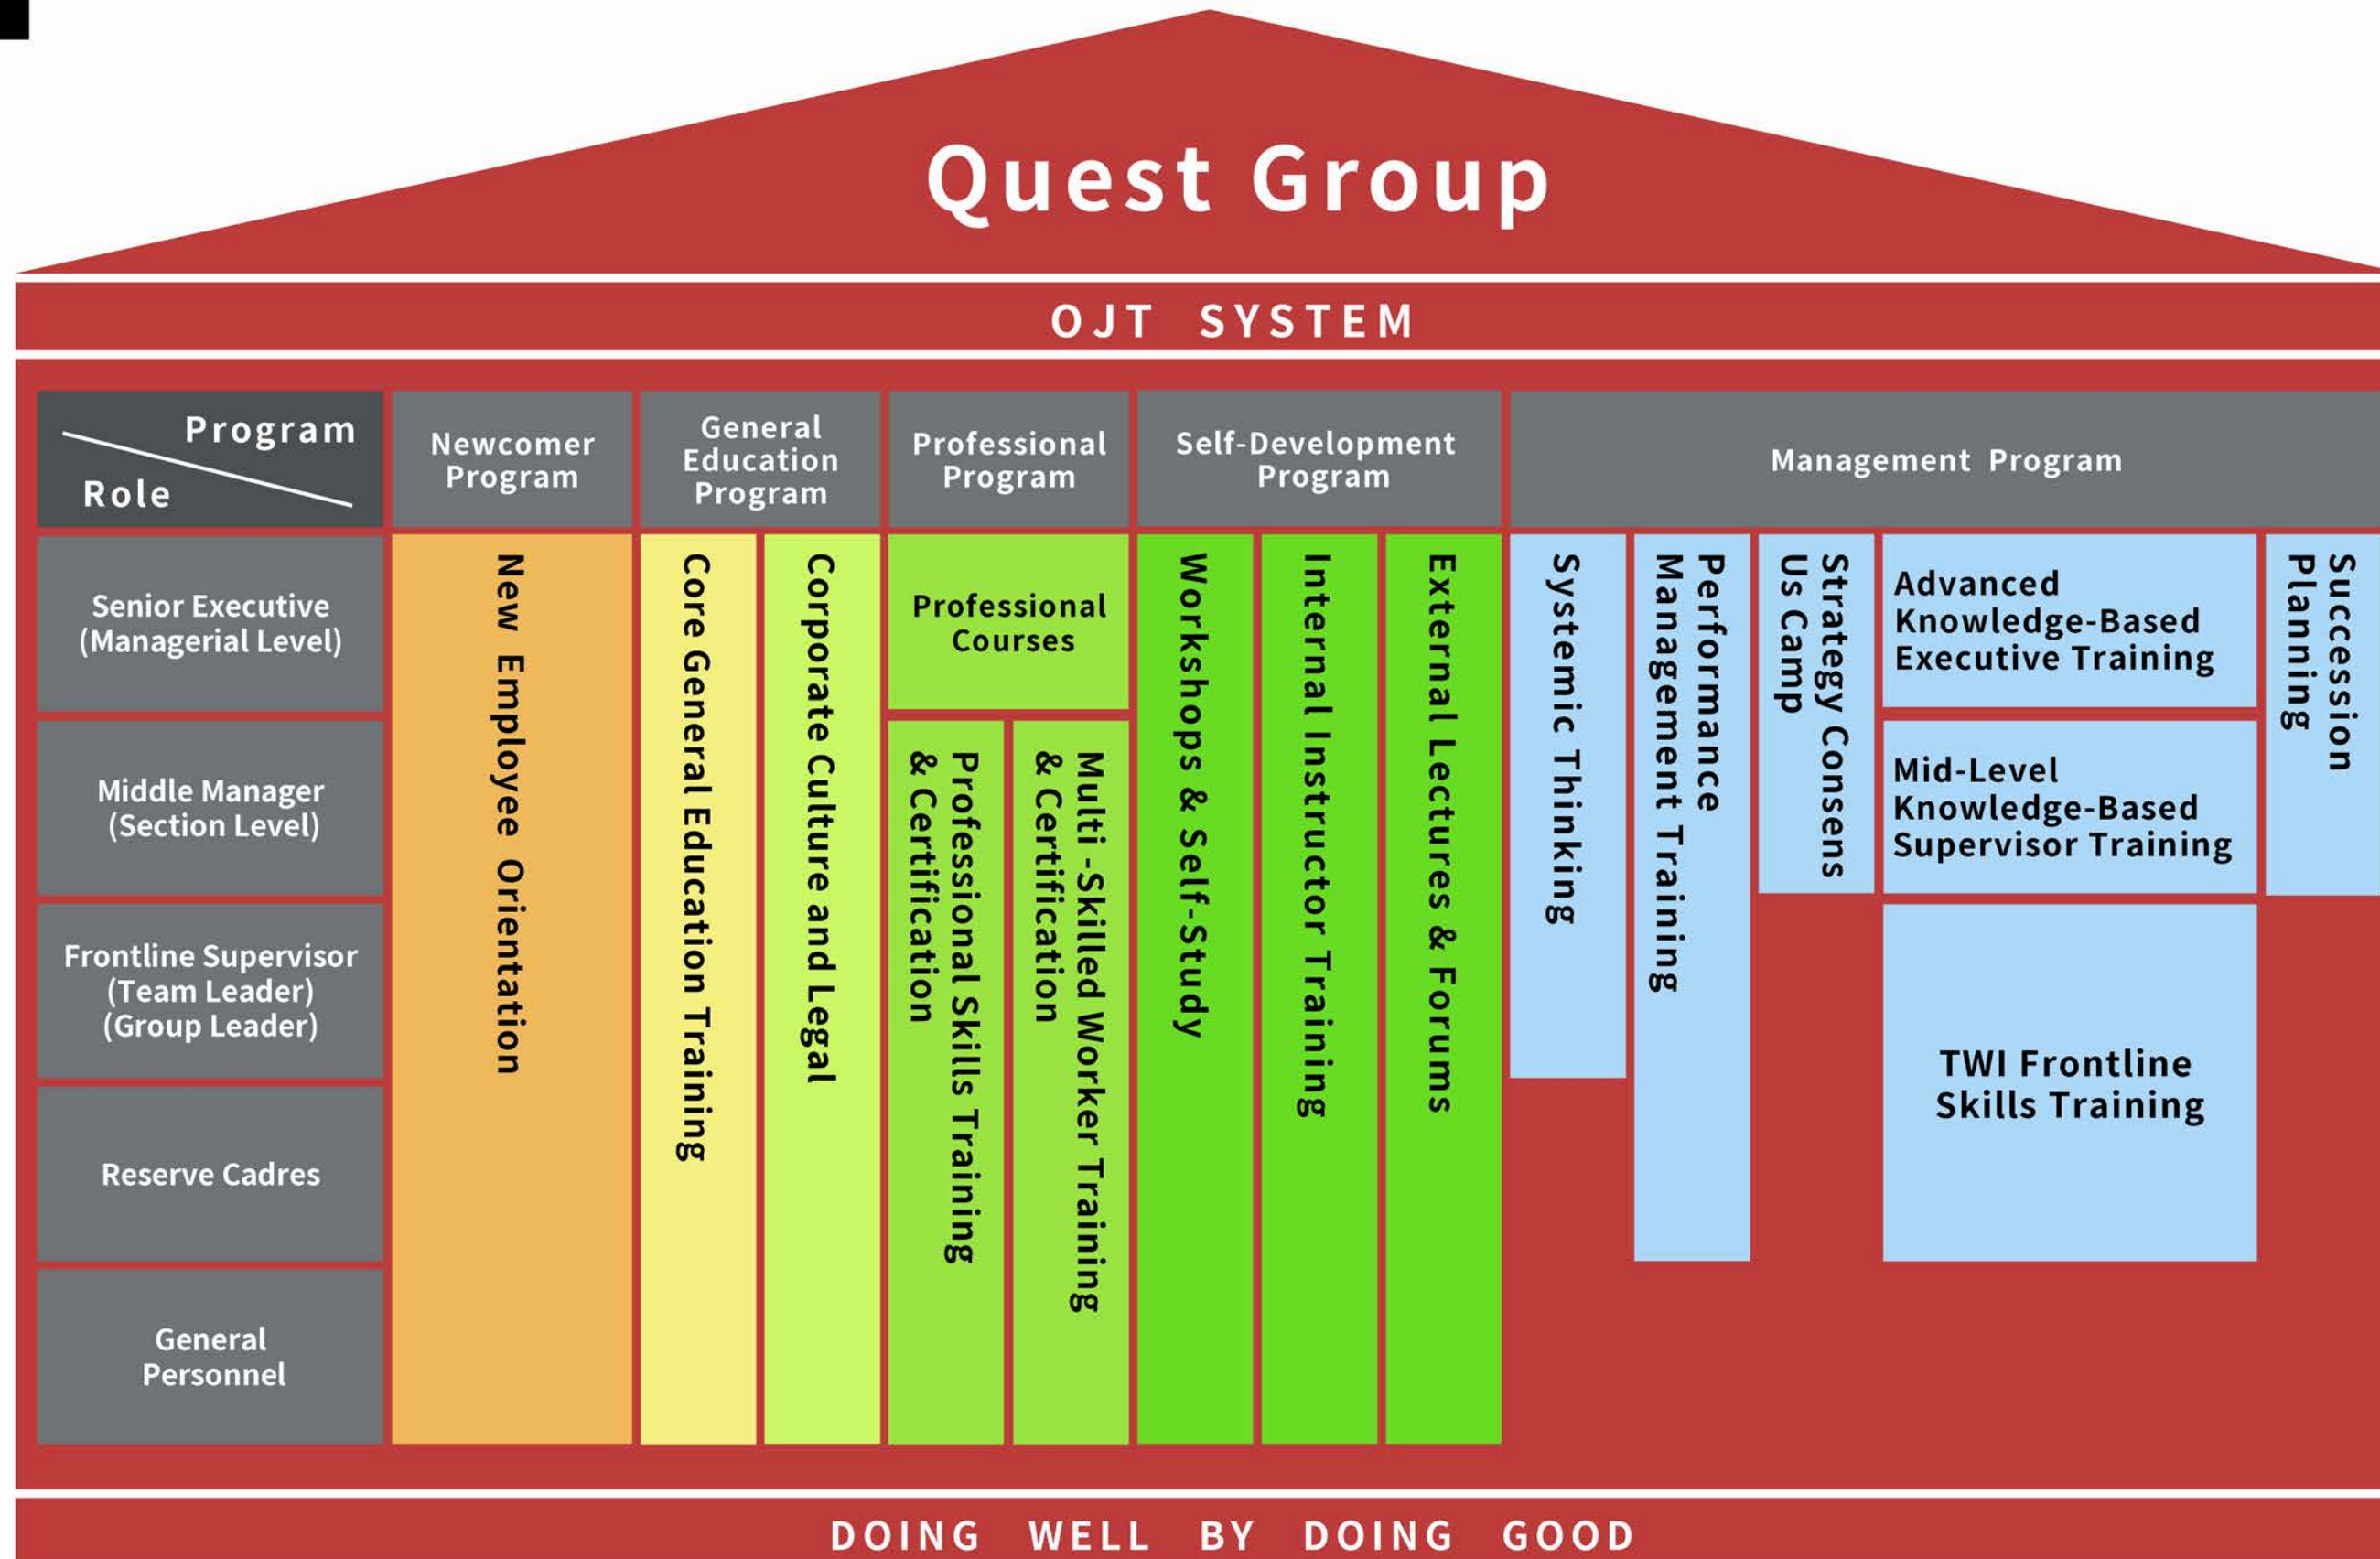 Quest Group
OJT SYSTEM
Program
Role
Newcomer
Program
General
Education
Program
Professional
Program
Self-Development
Program
Management Program
Senior Executive
(Managerial Level)
Middle Manager
(Section Level)
Frontline Supervisor
(Team Leader)
(Group Leader)
Reserve Cadres
General
Personnel
New Employee Orientation
Core General Education Training
Corporate Culture and Legal
Professional
Courses
Professional Skills Training
& Certification
Multi -Skilled Worker Training
& Certification
Workshops & Self-Study
Internal Instructor Training
External Lectures & Forums
Systemic Thinking
Performance
Management Training
Strategy Consens
Us Camp
Advanced
Knowledge-Based
Executive Training
Mid-Level
Knowledge-Based
Supervisor Training
TWI Frontline
Skills Training
Succession
Planning
DOING WELL BY DOING GOOD